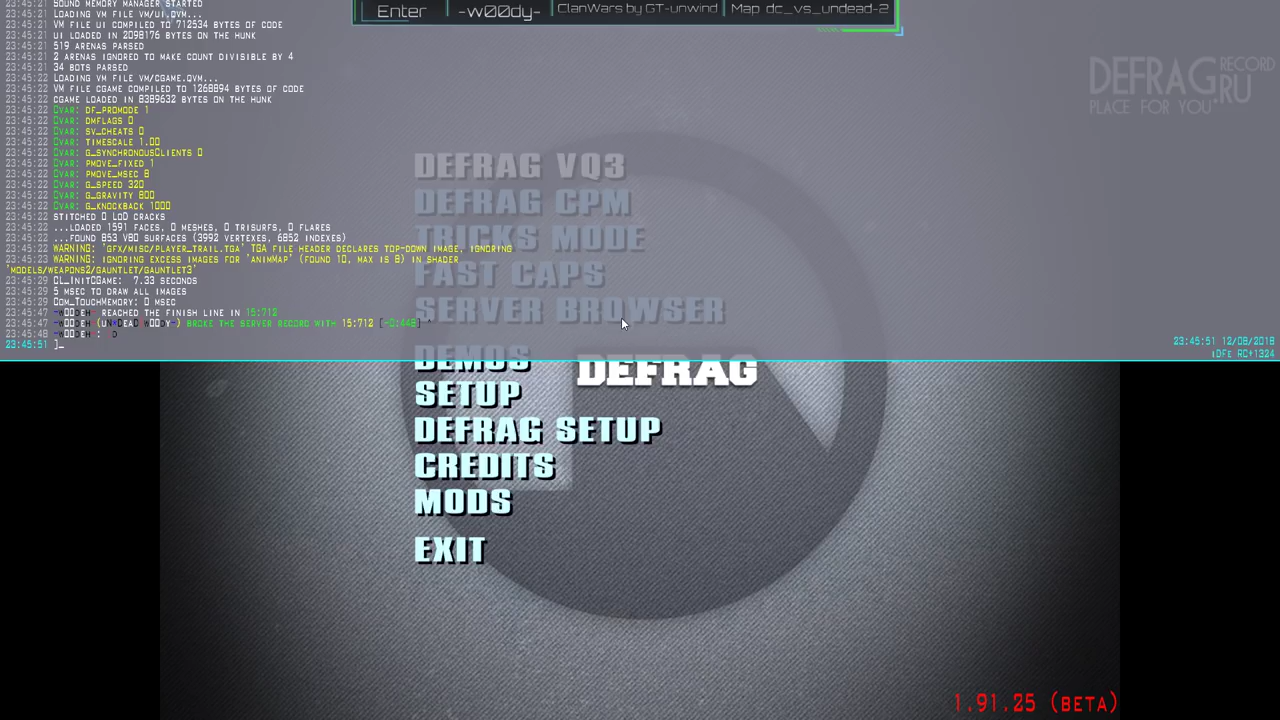 Enter -w00dy- ClanWars by GT-unwind Map dc_vs_undead-2
23:45:21 SOUND MEMORY MANAGER STARTED
23:45:21 LOADING VM FILE VM/UI.QVM...
23:45:21 VM FILE UI COMPILED TO 712534 BYTES OF CODE
23:45:21 UI LOADED IN 2098176 BYTES ON THE HUNK
23:45:21 519 ARENAS PARSED
23:45:21 2 ARENAS IGNORED TO MAKE COUNT DIVISIBLE BY 4
23:45:21 34 BOTS PARSED
23:45:22 LOADING VM FILE VM/CGAME.QVM...
23:45:22 VM FILE CGAME COMPILED TO 1268894 BYTES OF CODE
23:45:22 CGAME LOADED IN 8389632 BYTES ON THE HUNK
23:45:22 CVAR: DF_PROMODE 1
23:45:22 CVAR: DMFLAGS 0
23:45:22 CVAR: SV_CHEATS 0
23:45:22 CVAR: TIMESCALE 1.00
23:45:22 CVAR: G_SYNCHRONOUSCLIENTS 0
23:45:22 CVAR: PMOVE_FIXED 1
23:45:22 CVAR: PMOVE_MSEC 8
23:45:22 CVAR: G_SPEED 320
23:45:22 CVAR: G_GRAVITY 800
23:45:22 CVAR: G_KNOCKBACK 1000
23:45:22 STITCHED 0 LOD CRACKS
23:45:22 ...LOADED 1591 FACES, 0 MESHES, 0 TRISURFS, 0 FLARES
23:45:22 ...FOUND 853 VBO SURFACES (3992 VERTEXES, 6852 INDEXES)
23:45:22 WARNING: 'GFX/MISC/PLAYER_TRAIL.TGA' TGA FILE HEADER DECLARES TOP-DOWN IMAGE, IGNORING
23:45:23 WARNING: IGNORING EXCESS IMAGES FOR 'ANIMMAP' (FOUND 10, MAX IS 8) IN SHADER
'MODELS/WEAPONS2/GAUNTLET/GAUNTLET3'
23:45:29 CL_INITCGAME: 7.33 SECONDS
23:45:29 5 MSEC TO DRAW ALL IMAGES
23:45:29 COM_TOUCHMEMORY: 0 MSEC
23:45:47 REACHED THE FINISH LINE IN 15:712
23:45:47 BROKE THE SERVER RECORD WITH 15:712 [-0:448]
23:45:48
23:45:51 ]_
23:45:51 12/08/2018
DEFRAG RECORD RU
PLACE FOR YOU
DEFRAG VQ3
DEFRAG CPM
TRICKS MODE
FAST CAPS
SERVER BROWSER
DEMOS
DEFRAG
SETUP
DEFRAG SETUP
CREDITS
MODS
EXIT
1.91.25 (BETA)